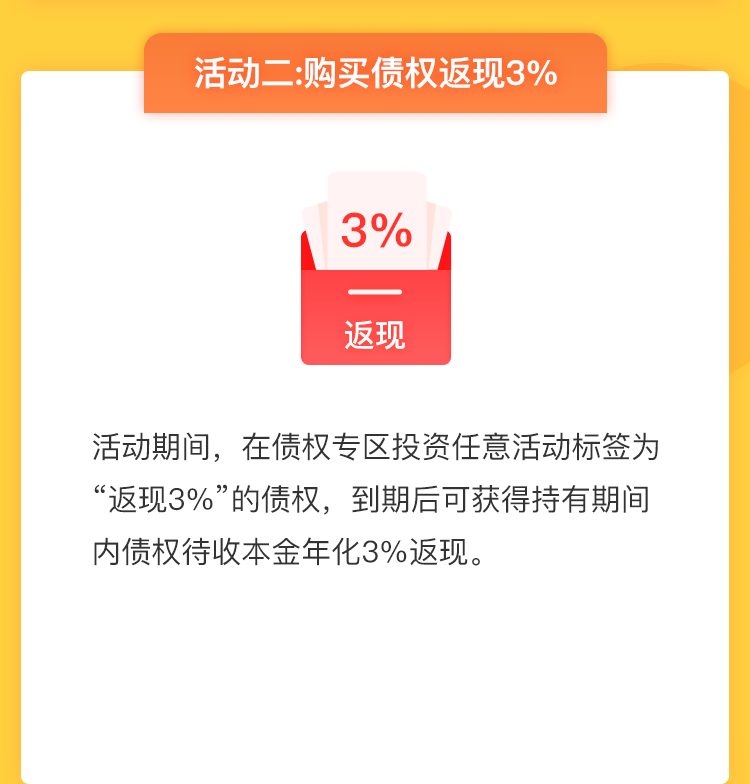 活动二:购买债权返现3%
3%
返现
活动期间，在债权专区投资任意活动标签为
“返现3%”的债权，到期后可获得持有期间
内债权待收本金年化3%返现。